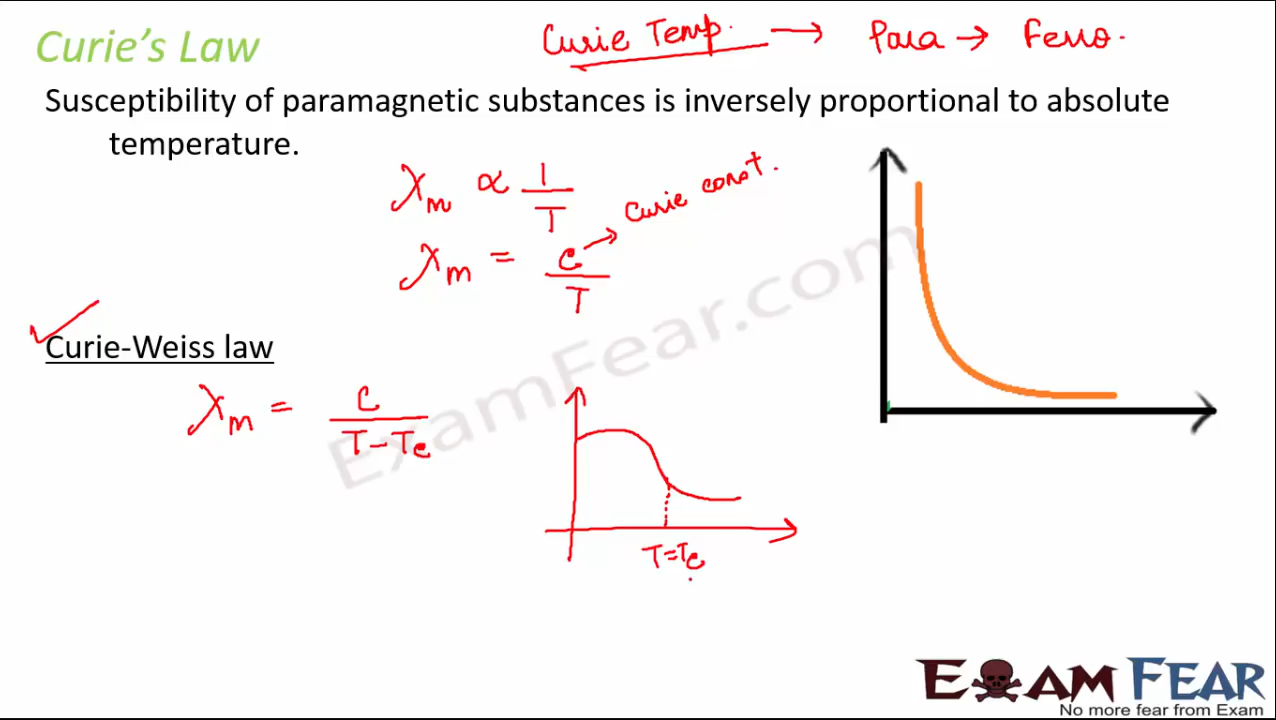 Curie's Law
Curie Temp. → Para → Ferro.
Susceptibility of paramagnetic substances is inversely proportional to absolute
temperature.
χm ∝ 1/T
χm = C/T → Curie const.
Curie-Weiss law
χm = C/(T-Tc)
T=Tc
ExamFear.com
EXAM FEAR
No more fear from Exam